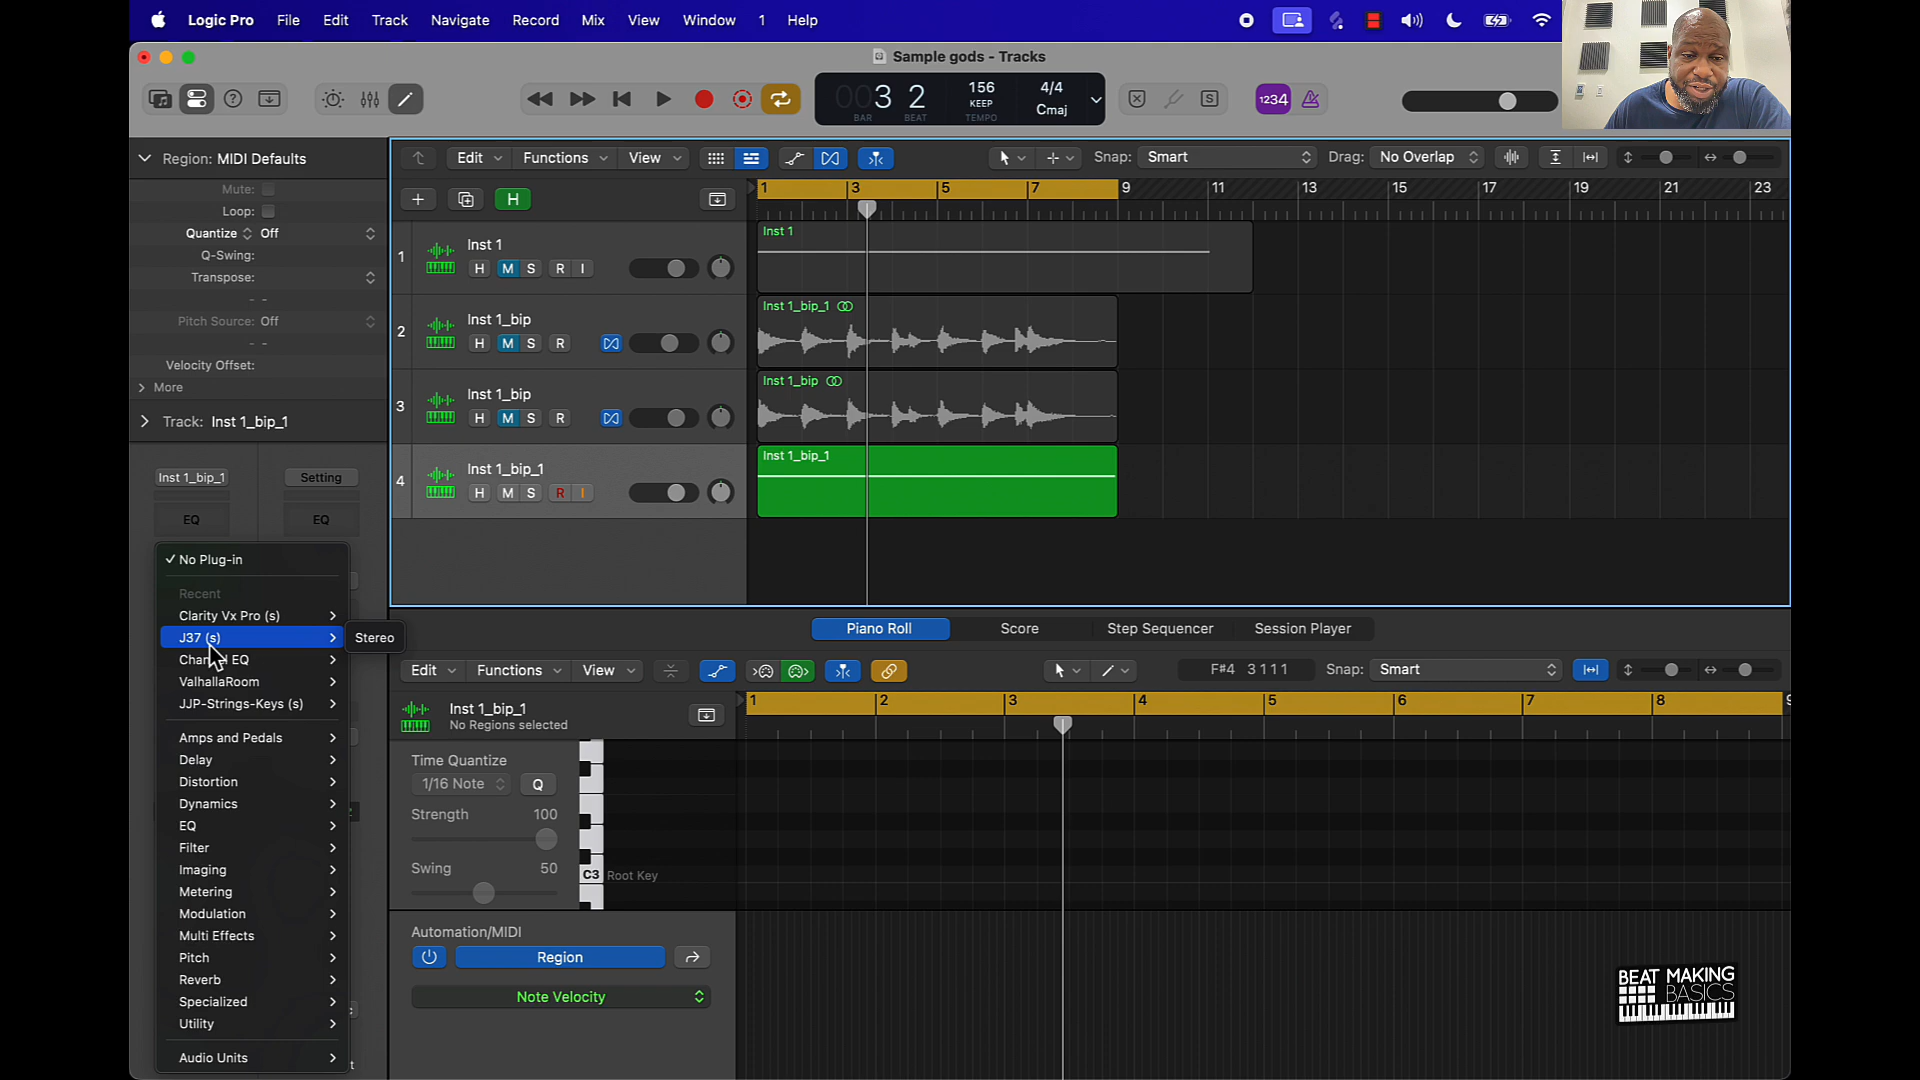 Logic Pro File Edit Track Navigate Record Mix View Window 1 Help
Sample gods - Tracks
3 2 156 4/4
KEEP Cmaj
BAR BEAT TEMPO
1234
Region: MIDI Defaults
Edit Functions View Snap: Smart Drag: No Overlap
Mute:
Loop:
Quantize Off
Q-Swing:
Transpose:
- -
Pitch Source: Off
- -
Velocity Offset:
More
Track: Inst 1_bip_1
H
1 3 5 7 9 11 13 15 17 19 21 23
1 Inst 1
H M S R I
Inst 1
2 Inst 1_bip
H M S R
Inst 1_bip_1
3 Inst 1_bip
H M S R
Inst 1_bip
4 Inst 1_bip_1
H M S R I
Inst 1_bip_1
Inst 1_bip_1 Setting
EQ EQ
No Plug-in
Recent
Clarity Vx Pro (s)
J37 (s) Stereo
EQ
ValhallaRoom
JJP-Strings-Keys (s)
Amps and Pedals
Delay
Distortion
Dynamics
EQ
Filter
Imaging
Metering
Modulation
Multi Effects
Pitch
Reverb
Specialized
Utility
Audio Units
Piano Roll Score Step Sequencer Session Player
Edit Functions View F#4 3 1 1 1 Snap: Smart
Inst 1_bip_1
No Regions selected
1 2 3 4 5 6 7 8
Time Quantize
1/16 Note Q
Strength 100
Swing 50
C3 Root Key
Automation/MIDI
Region
Note Velocity
BEAT MAKING
BASICS